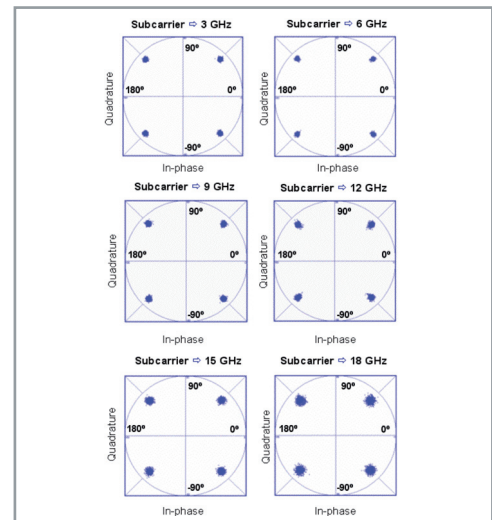 Subcarrier ⇨ 3 GHz
90º
180º
0º
-90º
Quadrature
In-phase
Subcarrier ⇨ 6 GHz
90º
180º
0º
-90º
Quadrature
In-phase
Subcarrier ⇨ 9 GHz
90º
180º
0º
-90º
Quadrature
In-phase
Subcarrier ⇨ 12 GHz
90º
180º
0º
-90º
Quadrature
In-phase
Subcarrier ⇨ 15 GHz
90º
180º
0º
-90º
Quadrature
In-phase
Subcarrier ⇨ 18 GHz
90º
180º
0º
-90º
Quadrature
In-phase